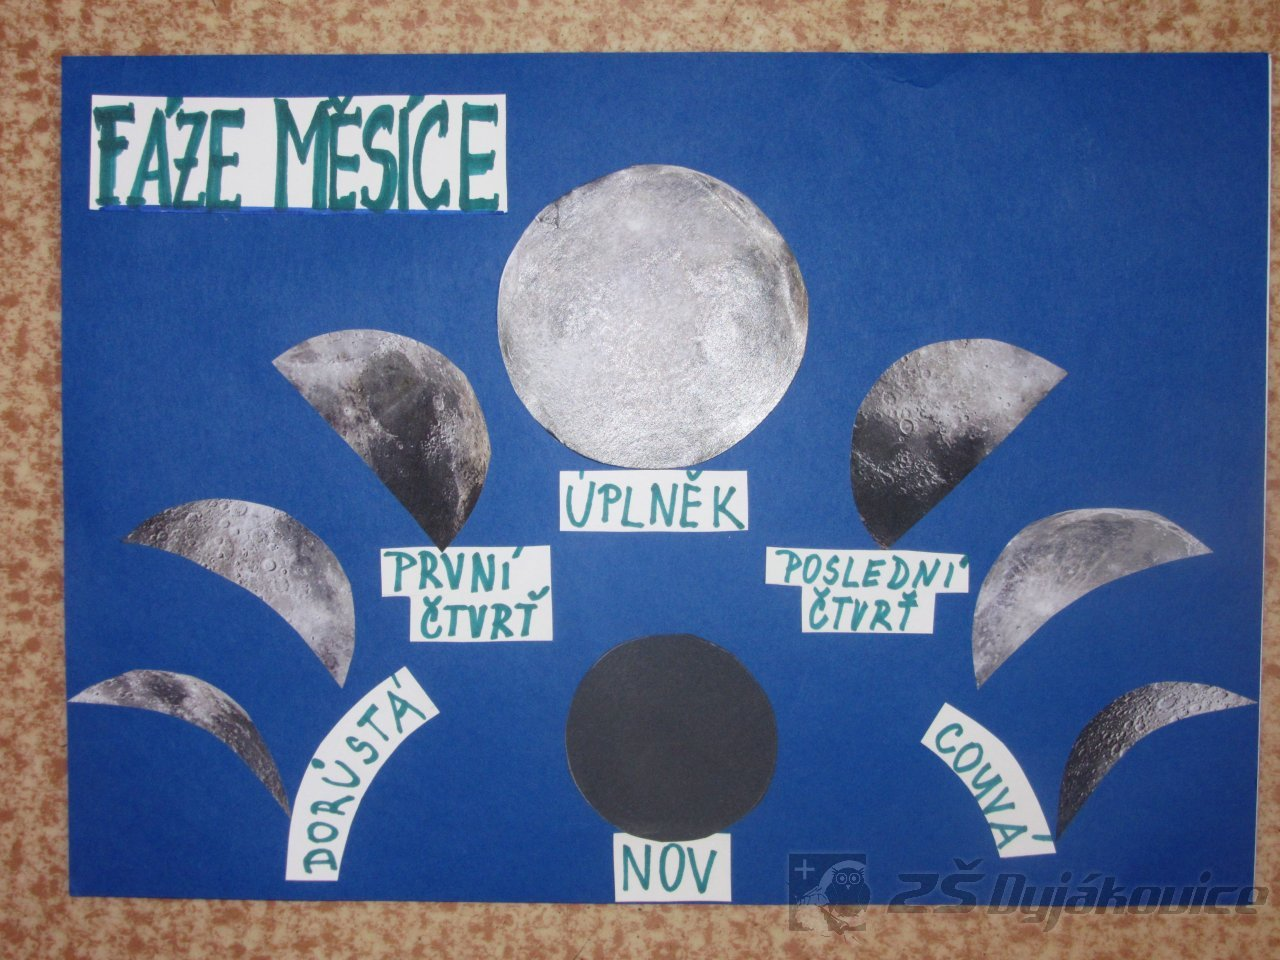 FÁZE MĚSÍCE
ÚPLNĚK
PRVNÍ
ČTVRŤ
POSLEDNÍ
ČTVRŤ
DORŮSTÁ
COUVÁ
NOV
ZŠ Dyjákovice